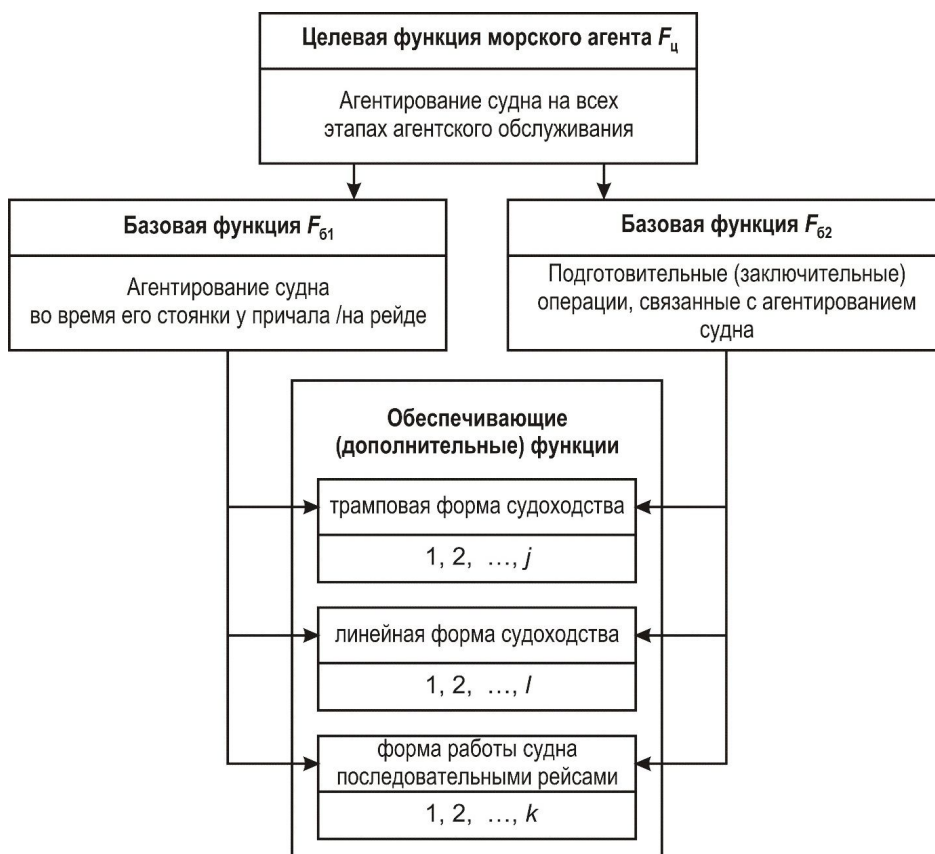 Целевая функция морского агента Fц
Агентирование судна на всех
этапах агентского обслуживания
Базовая функция Fб1
Агентирование судна
во время его стоянки у причала /на рейде
Базовая функция Fб2
Подготовительные (заключительные)
операции, связанные с агентированием
судна
Обеспечивающие
(дополнительные) функции
трамповая форма судоходства
1, 2, …, j
линейная форма судоходства
1, 2, …, l
форма работы судна
последовательными рейсами
1, 2, …, k